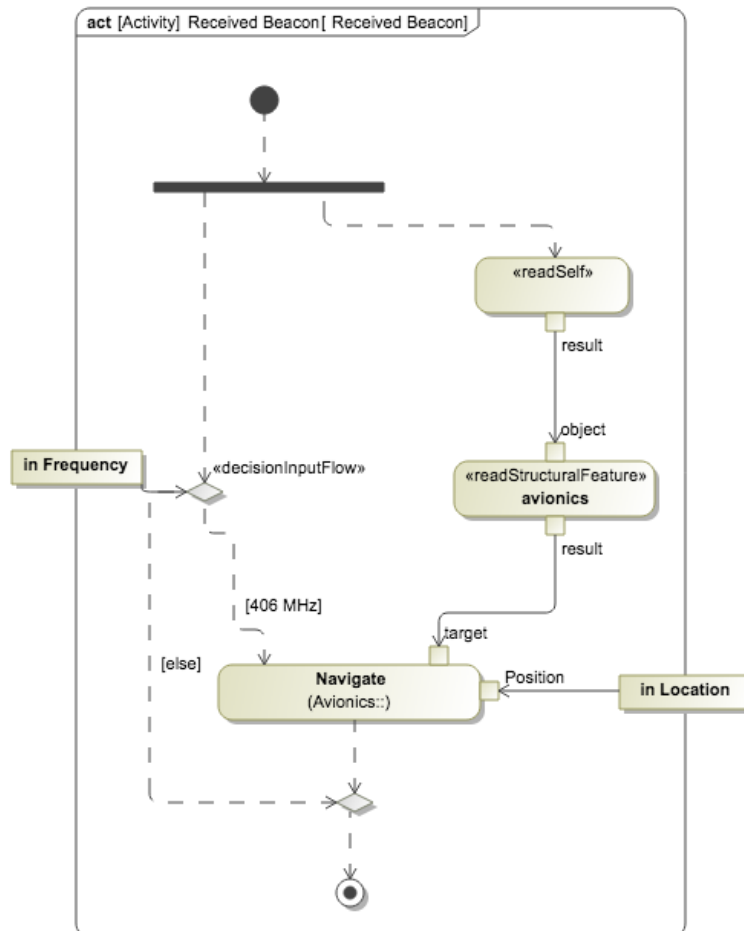 act [Activity] Received Beacon[ Received Beacon]
«readSelf»
result
object
in Frequency
«decisionInputFlow»
«readStructuralFeature»
avionics
result
[406 MHz]
target
[else]
Navigate
(Avionics::)
Position
in Location